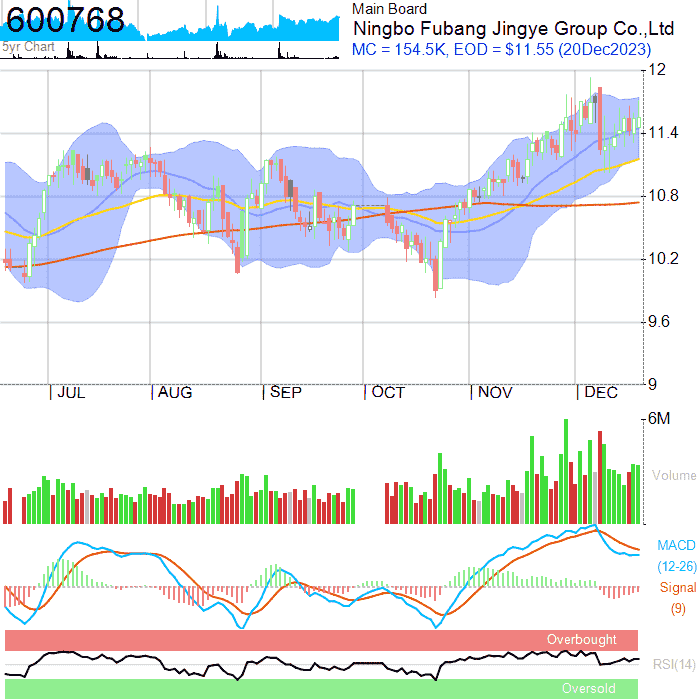 600768
5yr Chart
Main Board
Ningbo Fubang Jingye Group Co.,Ltd
MC = 154.5K, EOD = $11.55 (20Dec2023)
12
11.4
10.8
10.2
9.6
9
JUL AUG SEP OCT NOV DEC
6M
Volume
MACD
(12-26)
Signal
(9)
Overbought
RSI(14)
Oversold